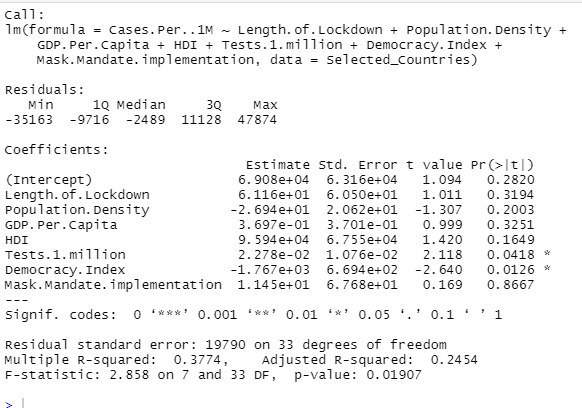 Call:
lm(formula = Cases.Per..1M ~ Length.of.Lockdown + Population.Density +
    GDP.Per.Capita + HDI + Tests.1.million + Democracy.Index +
    Mask.Mandate.implementation, data = Selected_Countries)
Residuals:
   Min     1Q Median     3Q    Max
-35163  -9716  -2489  11128  47874
Coefficients:
                              Estimate Std. Error t value Pr(>|t|)
(Intercept)                  6.908e+04  6.316e+04   1.094   0.2820
Length.of.Lockdown           6.116e+01  6.050e+01   1.011   0.3194
Population.Density          -2.694e+01  2.062e+01  -1.307   0.2003
GDP.Per.Capita               3.697e-01  3.701e-01   0.999   0.3251
HDI                          9.594e+04  6.755e+04   1.420   0.1649
Tests.1.million              2.278e-02  1.076e-02   2.118   0.0418 *
Democracy.Index             -1.767e+03  6.694e+02  -2.640   0.0126 *
Mask.Mandate.implementation  1.145e+01  6.768e+01   0.169   0.8667
---
Signif. codes:  0 ‘***’ 0.001 ‘**’ 0.01 ‘*’ 0.05 ‘.’ 0.1 ‘ ’ 1
Residual standard error: 19790 on 33 degrees of freedom
Multiple R-squared:  0.3774,    Adjusted R-squared:  0.2454
F-statistic: 2.858 on 7 and 33 DF,  p-value: 0.01907
>